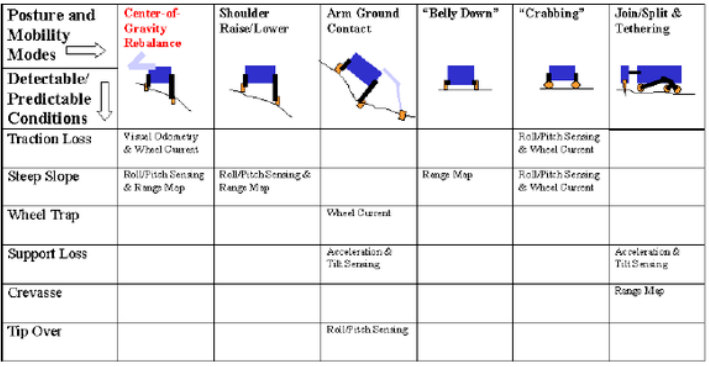 Posture and
Mobility
Modes
Center-of-
Gravity
Rebalance
Shoulder
Raise/Lower
Arm Ground
Contact
“Belly Down”
“Crabbing”
Join/Split &
Tethering
Detectable/
Predictable
Conditions
Traction Loss
Visual Odometry
& Wheel Current
Roll/Pitch Sensing
& Wheel Current
Steep Slope
Roll/Pitch Sensing
& Range Map
Roll/Pitch Sensing &
Range Map
Range Map
Roll/Pitch Sensing
& Wheel Current
Wheel Trap
Wheel Current
Support Loss
Acceleration &
Tilt Sensing
Acceleration &
Tilt Sensing
Crevasse
Range Map
Tip Over
Roll/Pitch Sensing